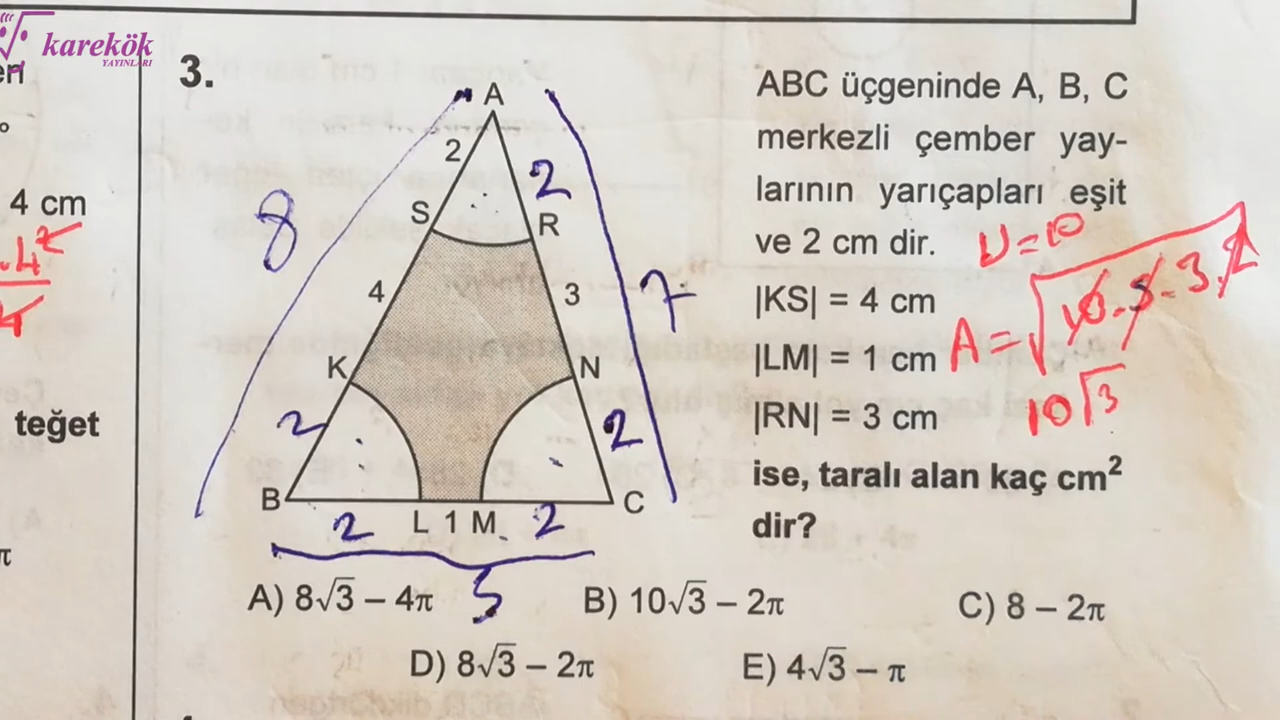 karekök
YAYINLARI
en
°
4 cm
teğet
π
3.
A
2
2
S
R
8
4
3
7
K
N
2
2
B
C
L 1 M
2
2
5
ABC üçgeninde A, B, C
merkezli çember yay-
larının yarıçapları eşit
ve 2 cm dir.
|KS| = 4 cm
|LM| = 1 cm
|RN| = 3 cm
ise, taralı alan kaç cm²
dir?
U=10
A = √10.5.3.2
10√3
A) 8√3 – 4π
B) 10√3 – 2π
C) 8 – 2π
D) 8√3 – 2π
E) 4√3 – π